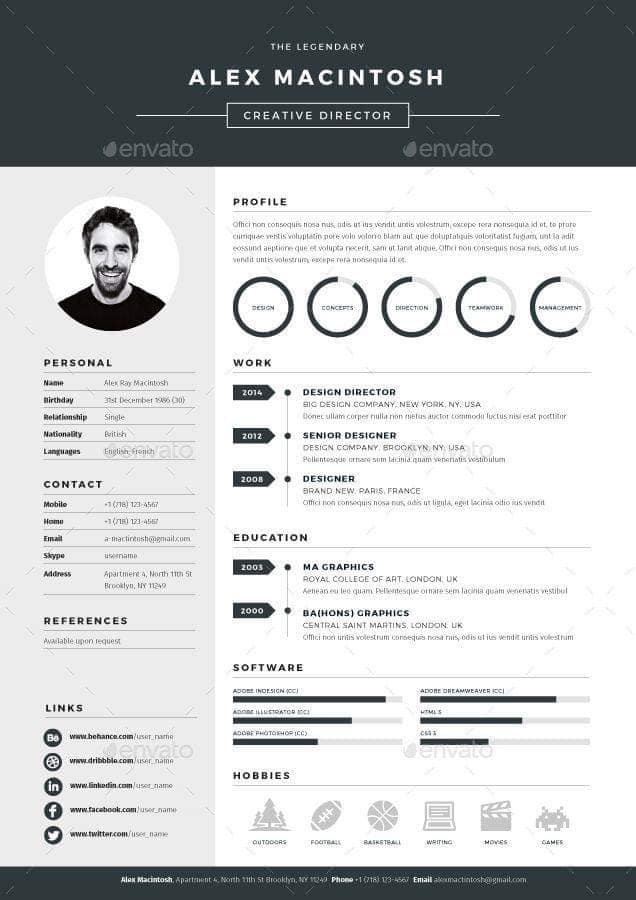 THE LEGENDARY
ALEX MACINTOSH
CREATIVE DIRECTOR
envato envato
PERSONAL
Name Alex Ray Macintosh
Birthday 31st December 1986 (30)
Relationship Single
Nationality British
Languages English, French
envato
CONTACT
Mobile +1 (718) 123-4567
Home +1 (718) 123-4567
Email a-mactintosh@gmail.com
Skype username
Address Apartment 4, North 11th St
Brooklyn, NY 11249
REFERENCES
Available upon request
LINKS
www.behance.com/user_name
www.dribbble.com/user_name
envato
www.linkedin.com/user_name
www.facebook.com/user_name
www.twitter.com/user_name
PROFILE
Offici non consequis nosa nus, odis ut les vendit untis volestrum, excepe rera nonsequia id et, te prore
cumquae ventis voluptatin pore volo volorro blam aut que doluptatquis voloritatist fugiam, unt la adit
eossund aeptione que et volupta necerit, sam ut lanit abque. Offici non consequis nosa nus, odis ut les
vendit untis volestrum, excepe rera nonsequia id et.
DESIGN CONCEPTS DIRECTION TEAMWORK MANAGEMENT
WORK
2014 DESIGN DIRECTOR
BIG DESIGN COMPANY, NEW YORK, NY, USA
Donec ullam corper nulla non metus auctor commodo luctus nisi erat porttitor
2012 SENIOR DESIGNER
DESIGN COMPANY, BROOKLYN, NY, USA
envato
Pellentesque ornare sem lacinia quam venenatis vestibulum
2008 DESIGNER
BRAND NEW, PARIS, FRANCE
Offici non consequis nosa nus, odis ut ligula, eget lacinia odio ius vendit
EDUCATION
2003 MA GRAPHICS
ROYAL COLLEGE OF ART, LONDON, UK
Aenean eu leo quam. Pellentesque ornare sem lacinia quam venenatis vestibul
2000 BA(HONS) GRAPHICS
CENTRAL SAINT MARTINS, LONDON, UK
Offici non untis volestrum consequis nosa nus, odis ut ius vendit untis volestrum
SOFTWARE
ADOBE INDESIGN (CC) ADOBE DREAMWEAVER (CC)
ADOBE ILLUSTRATOR (CC) HTML 5
ADOBE PHOTOSHOP (CC) CSS 5
envato
HOBBIES
OUTDOORS FOOTBALL BASKETBALL WRITING MOVIES GAMES
Alex Macintosh, Apartment 4, North 11th St Brooklyn, NY 11249 Phone +1 (718) 123-4567 Email alexmactintosh@gmail.com